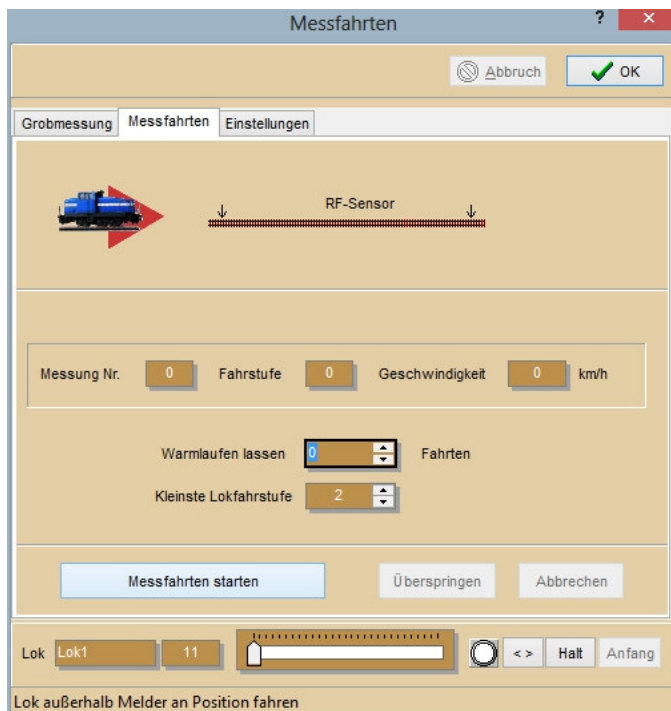 Messfahrten
? ×
Abbruch OK
Grobmessung Messfahrten Einstellungen
RF-Sensor
Messung Nr. 0 Fahrstufe 0 Geschwindigkeit 0 km/h
Warmlaufen lassen 0 Fahrten
Kleinste Lokfahrstufe 2
Messfahrten starten Überspringen Abbrechen
Lok Lok1 11 < > Halt Anfang
Lok außerhalb Melder an Position fahren